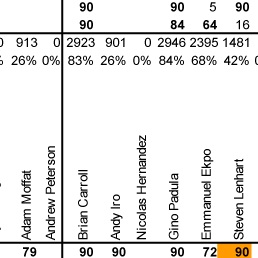 90 90 5 90
90 84 64 16
0 913 0 2923 901 0 2946 2395 1481
% 26% 0% 83% 26% 0% 84% 68% 42% 0
Adam Moffat
Andrew Peterson
Brian Carroll
Andy Iro
Nicolas Hernandez
Gino Padula
Emmanuel Ekpo
Steven Lenhart
79 90 90 90 72 90